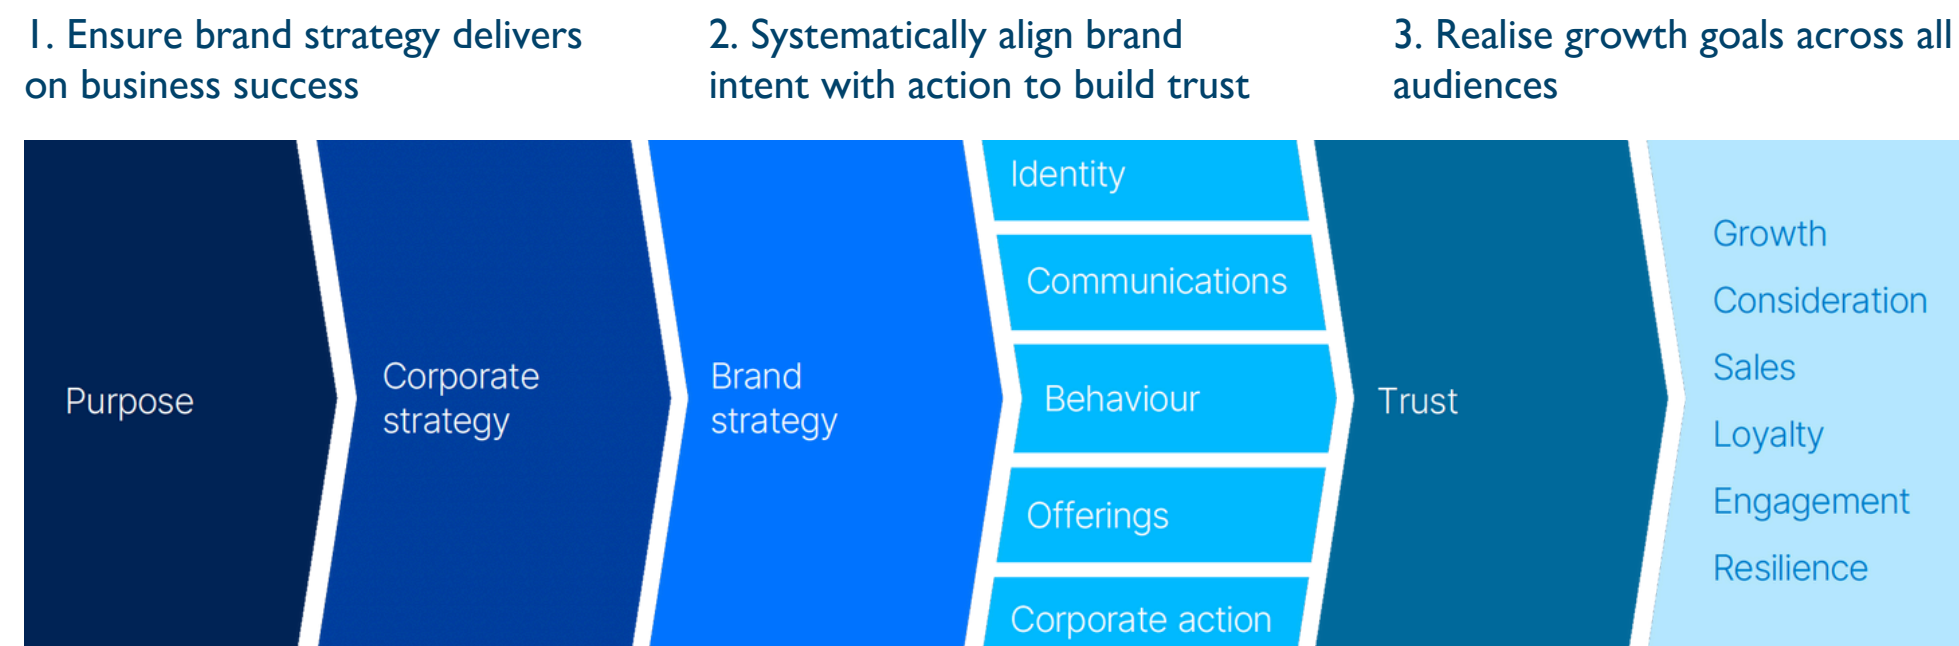 1. Ensure brand strategy delivers
on business success
2. Systematically align brand
intent with action to build trust
3. Realise growth goals across all
audiences
Purpose
Corporate
strategy
Brand
strategy
Identity
Communications
Behaviour
Offerings
Corporate action
Trust
Growth
Consideration
Sales
Loyalty
Engagement
Resilience